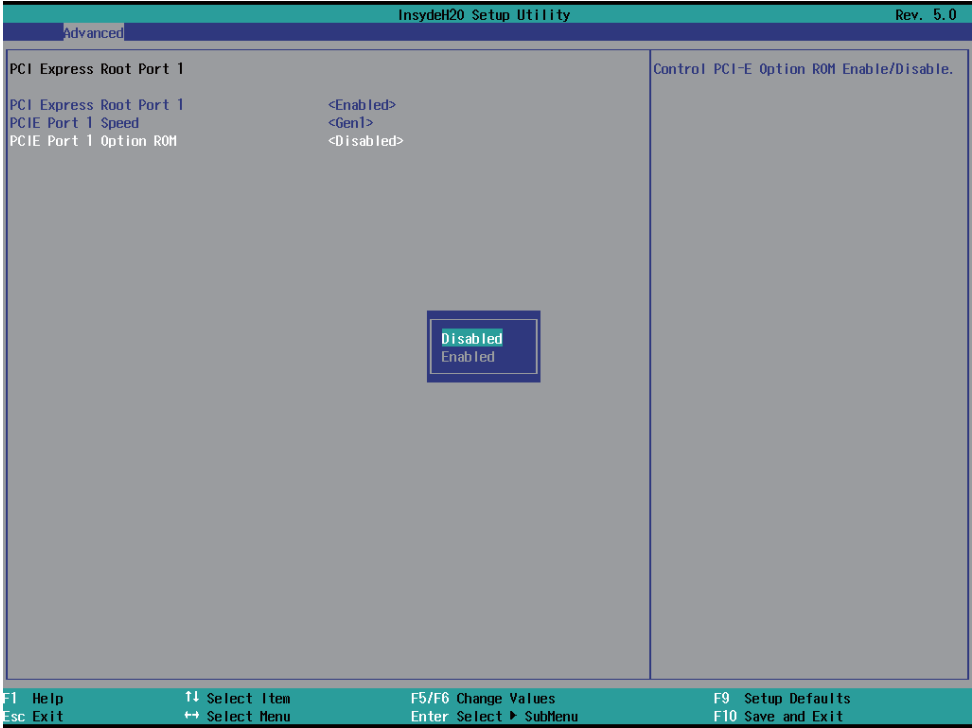 InsydeH20 Setup Utility Rev. 5.0
Advanced
PCI Express Root Port 1
Control PCI-E Option ROM Enable/Disable.
PCI Express Root Port 1 <Enabled>
PCIE Port 1 Speed <Gen1>
PCIE Port 1 Option ROM <Disabled>
Disabled
Enabled
F1 Help ↑↓ Select Item F5/F6 Change Values F9 Setup Defaults
Esc Exit ↔ Select Menu Enter Select ▶ SubMenu F10 Save and Exit